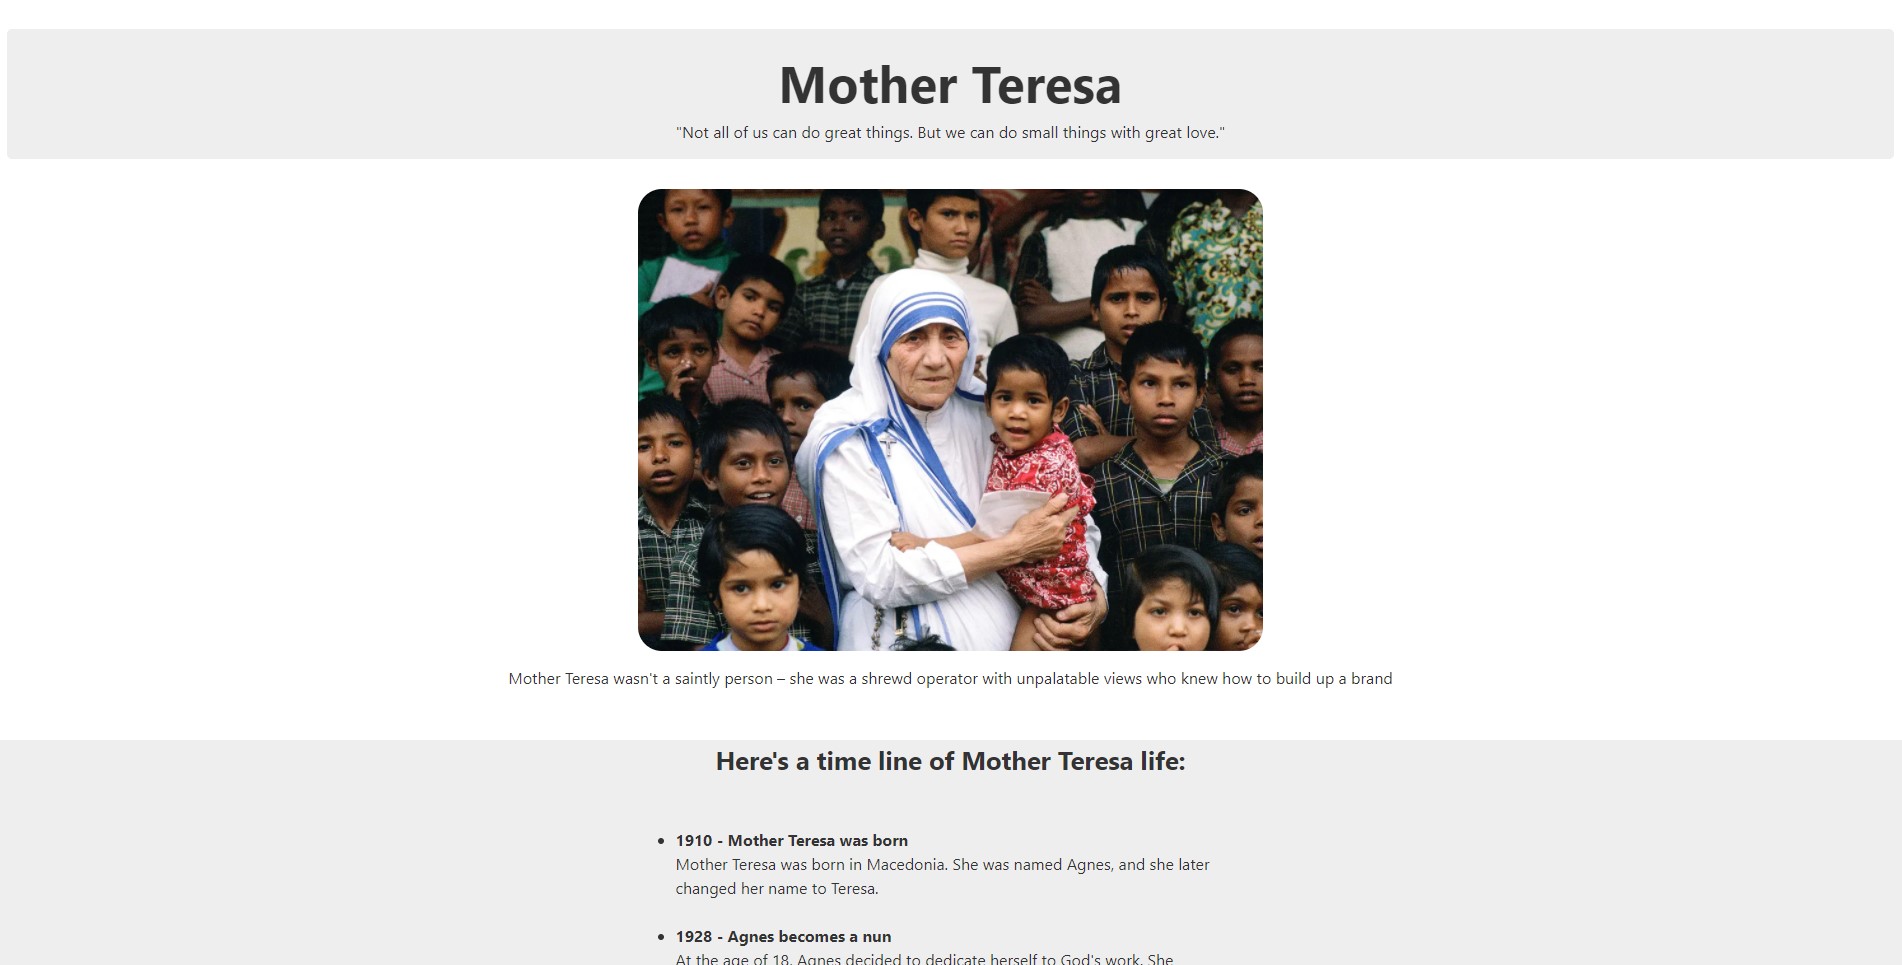 Mother Teresa
"Not all of us can do great things. But we can do small things with great love."
Mother Teresa wasn't a saintly person – she was a shrewd operator with unpalatable views who knew how to build up a brand
Here's a time line of Mother Teresa life:
1910 - Mother Teresa was born
Mother Teresa was born in Macedonia. She was named Agnes, and she later
changed her name to Teresa.
1928 - Agnes becomes a nun
At the age of 18, Agnes decided to dedicate herself to God's work. She